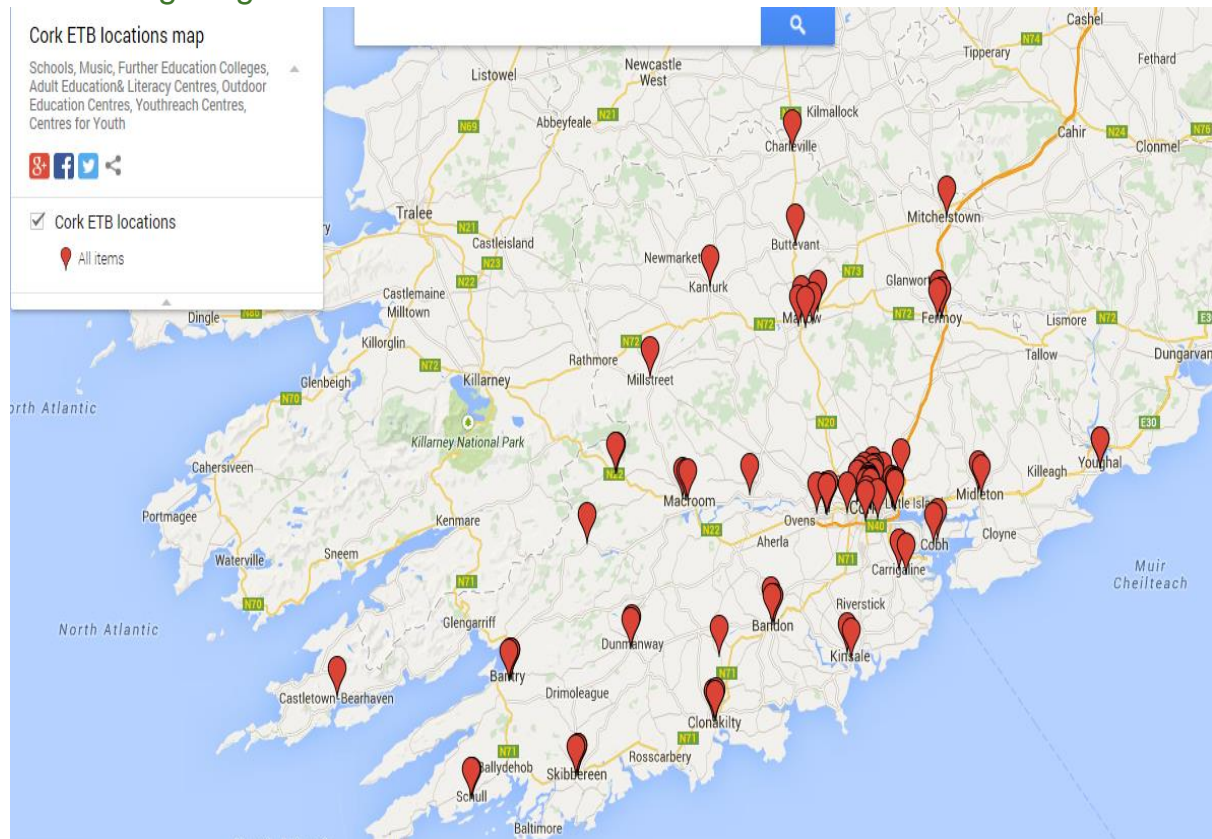 Cork ETB locations map
Schools, Music, Further Education Colleges,
Adult Education& Literacy Centres, Outdoor
Education Centres, Youthreach Centres,
Centres for Youth
Cork ETB locations
All items
Cashel
N74
Tipperary
Fethard
Newcastle
West
Listowel
Kilmallock
N21
Abbeyfeale
N69
Charleville
Cahir
N24
N76
Clonmel
Mitchelstown
Tralee
N21
Castleisland
Buttevant
N23
Newmarket
N73
Glanworth
N22
Kanturk
Castlemaine
Milltown
Dingle
Fermoy
N72
Lismore
N72
N72
Killorglin
N72
Tallow
Dungarvan
Rathmore
N72
Millstreet
Killarney
Glenbeigh
N70
North Atlantic
N20
E30
Killarney National Park
Cahersiveen
N22
Youghal
Killeagh
Macroom
Midleton
Portmagee
Kenmare
Ovens
N40
N22
Aherla
Cloyne
Cobh
Sneem
Waterville
N71
Carrigaline
Muir
Cheilteach
N71
N70
Riverstick
Glengarriff
Bandon
North Atlantic
Dunmanway
Kinsale
Bantry
N71
Castletown-Bearhaven
Drimoleague
Clonakilty
N71
N71
Rosscarbery
Ballydehob
Skibbereen
Schull
Baltimore